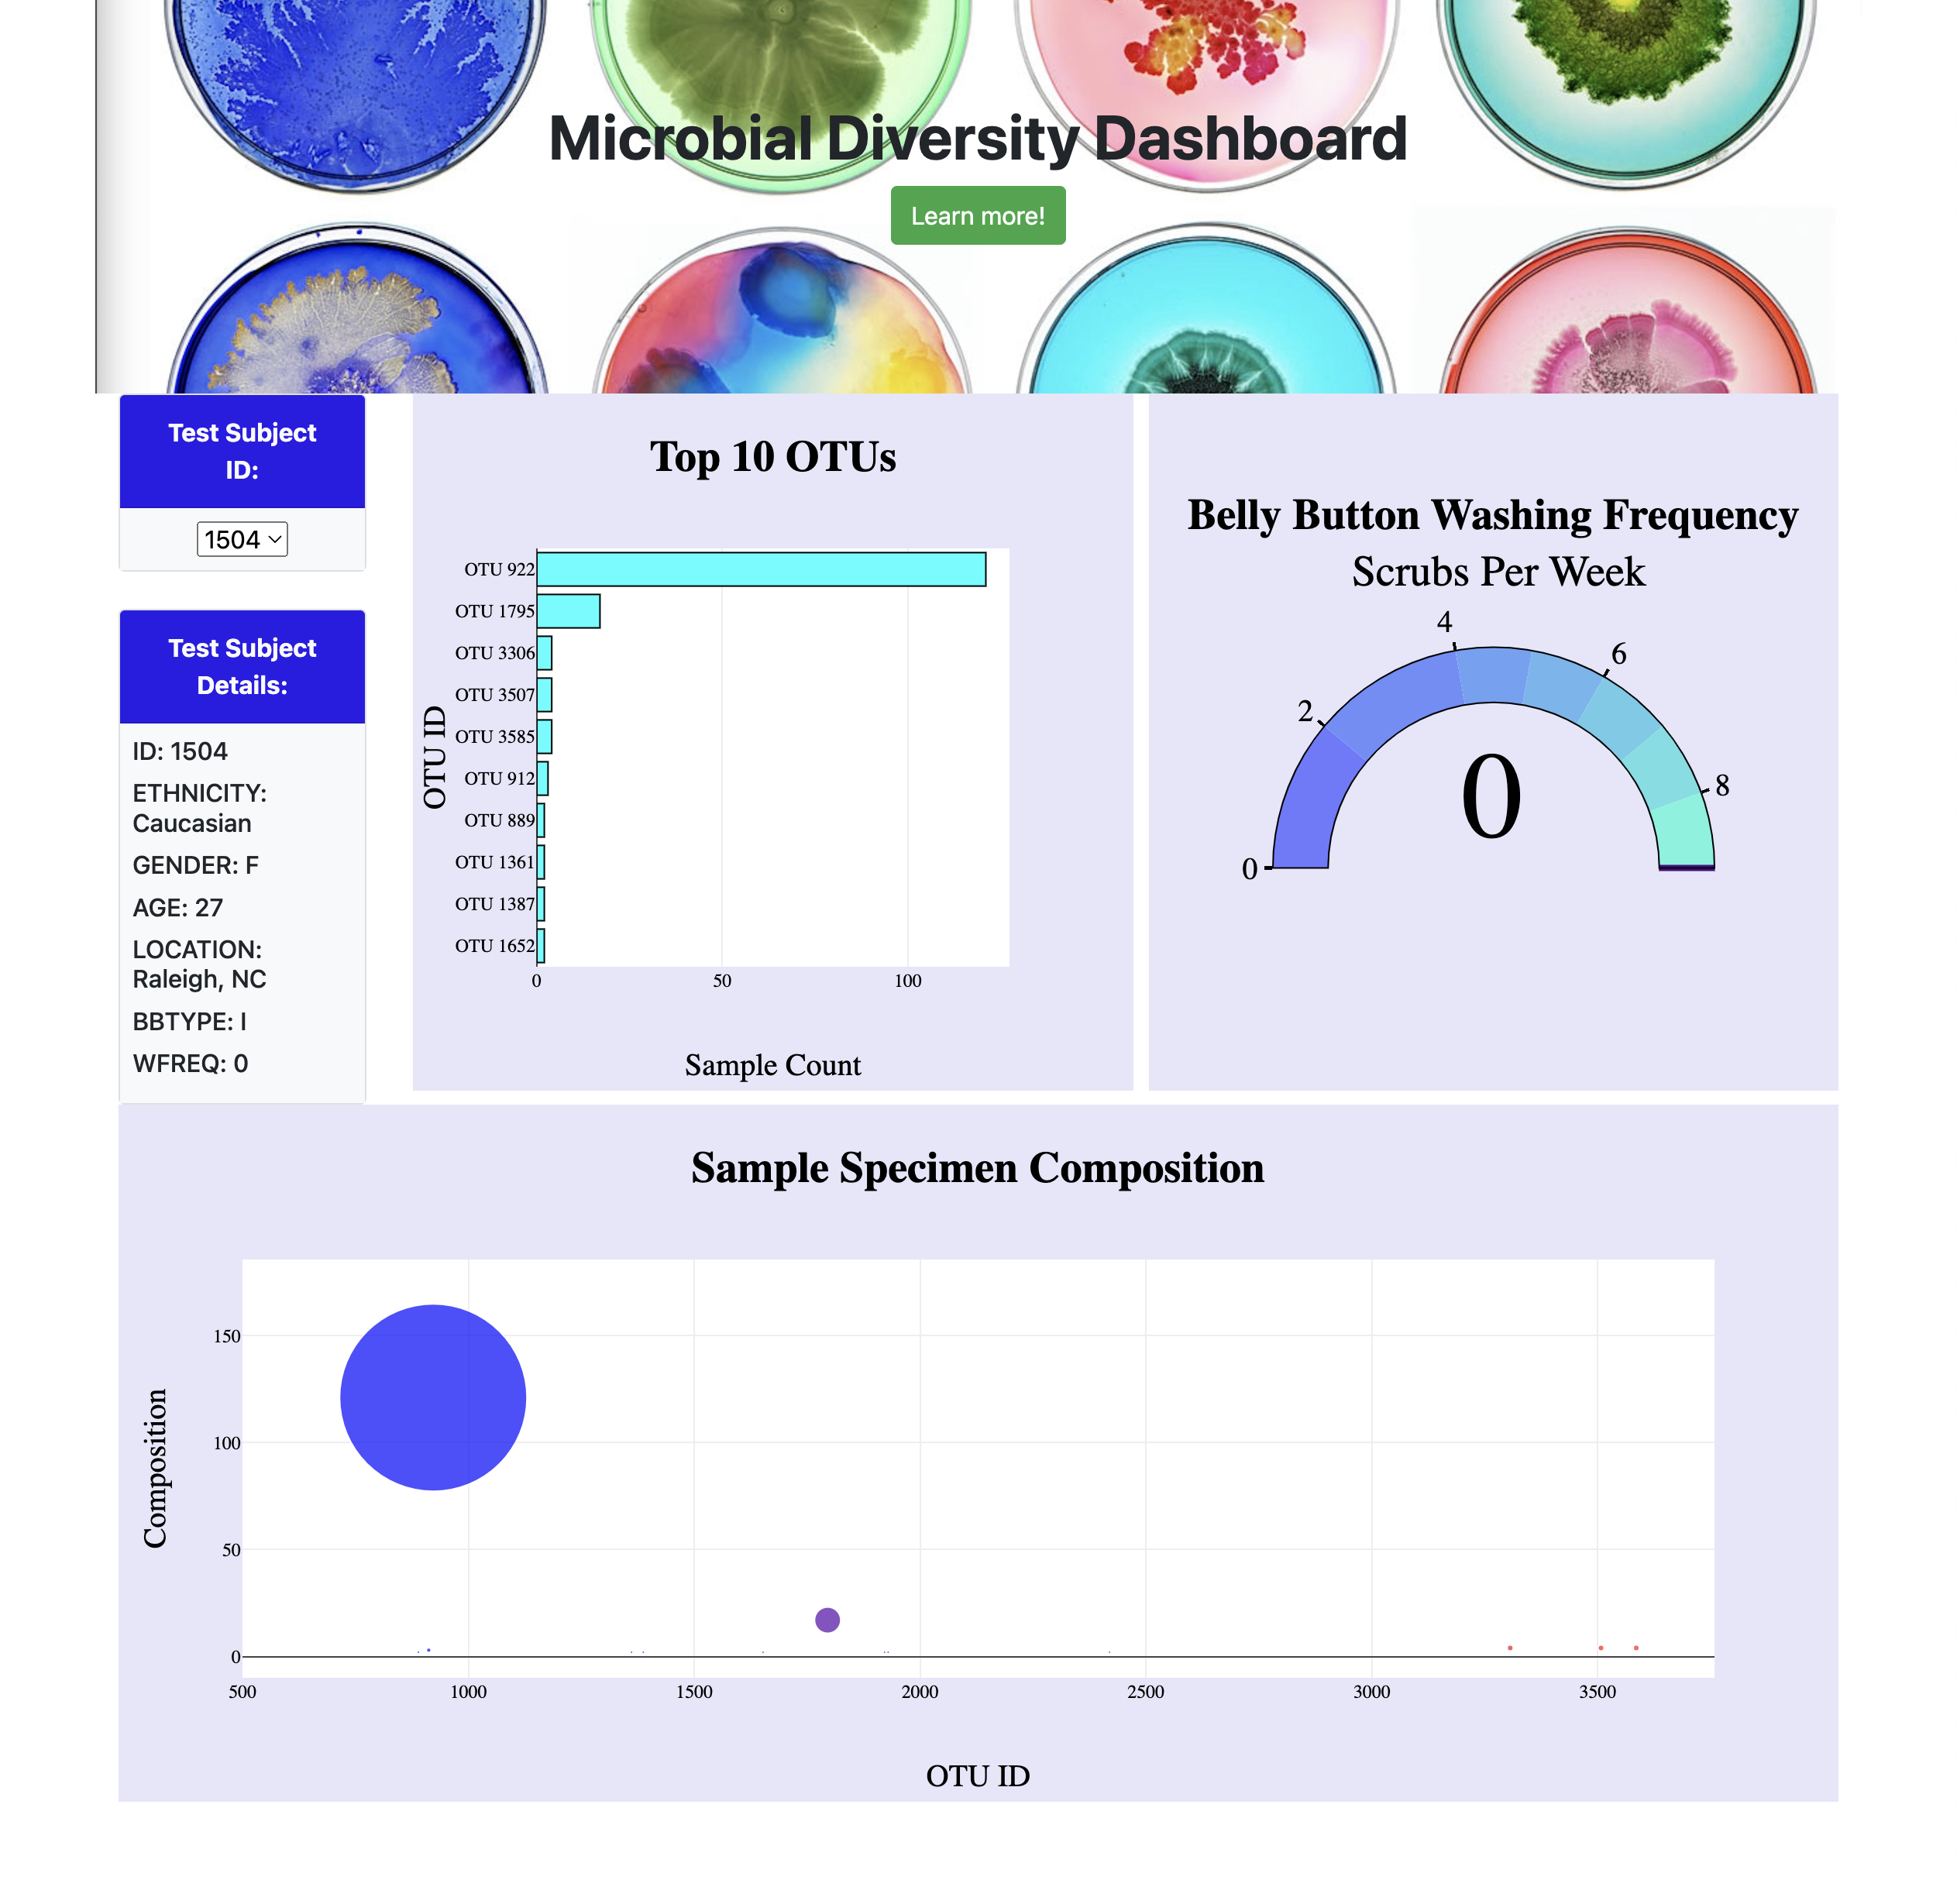 Microbial Diversity Dashboard
Learn more!
Test Subject
ID:
1504
Test Subject
Details:
ID: 1504
ETHNICITY:
Caucasian
GENDER: F
AGE: 27
LOCATION:
Raleigh, NC
BBTYPE: I
WFREQ: 0
Top 10 OTUs
OTU ID
OTU 922
OTU 1795
OTU 3306
OTU 3507
OTU 3585
OTU 912
OTU 889
OTU 1361
OTU 1387
OTU 1652
0 50 100
Sample Count
Belly Button Washing Frequency
Scrubs Per Week
0
2
4
6
8
0
Sample Specimen Composition
Composition
150
100
50
0
500 1000 1500 2000 2500 3000 3500
OTU ID